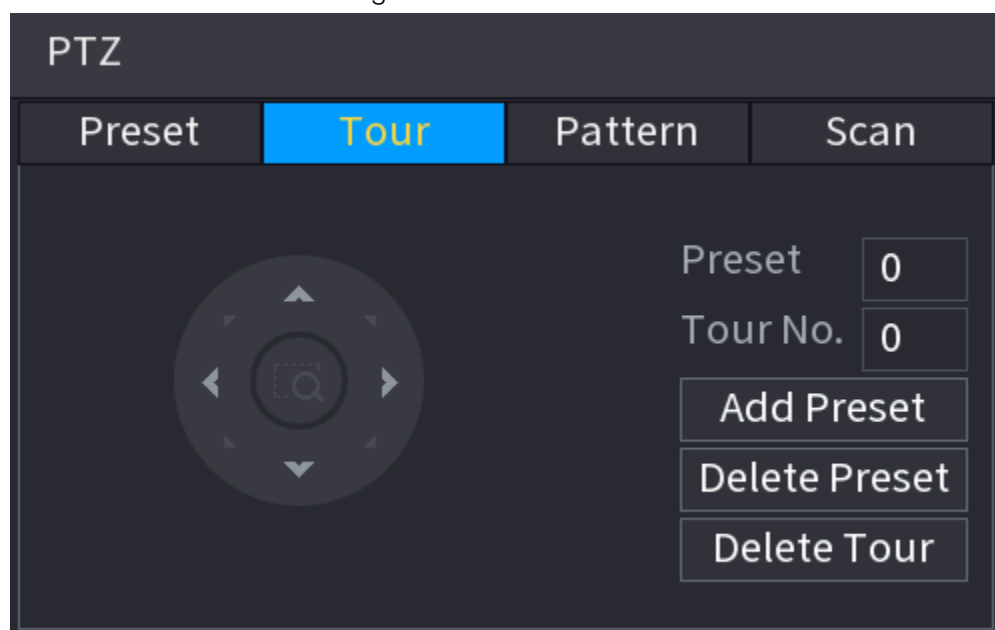 PTZ
Preset Tour Pattern Scan
Preset 0
Tour No. 0
Add Preset
Delete Preset
Delete Tour